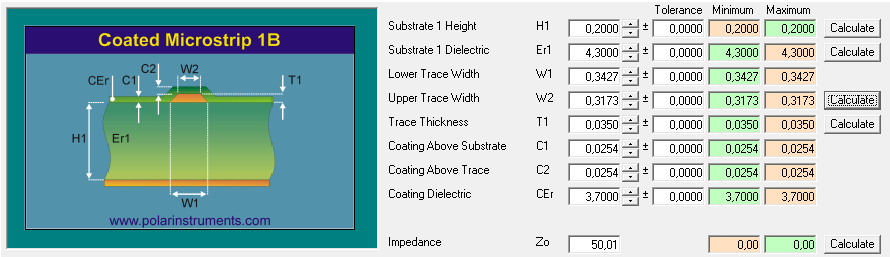 Coated Microstrip 1B
CEr C1 C2 W2 T1
H1 Er1
W1
www.polarinstruments.com
Tolerance Minimum Maximum
Substrate 1 Height H1 0,2000 ± 0,0000 0,2000 0,2000 Calculate
Substrate 1 Dielectric Er1 4,3000 ± 0,0000 4,3000 4,3000 Calculate
Lower Trace Width W1 0,3427 ± 0,0000 0,3427 0,3427
Upper Trace Width W2 0,3173 ± 0,0000 0,3173 0,3173 Calculate
Trace Thickness T1 0,0350 ± 0,0000 0,0350 0,0350 Calculate
Coating Above Substrate C1 0,0254 ± 0,0000 0,0254 0,0254
Coating Above Trace C2 0,0254 ± 0,0000 0,0254 0,0254
Coating Dielectric CEr 3,7000 ± 0,0000 3,7000 3,7000
Impedance Zo 50,01 0,00 0,00 Calculate